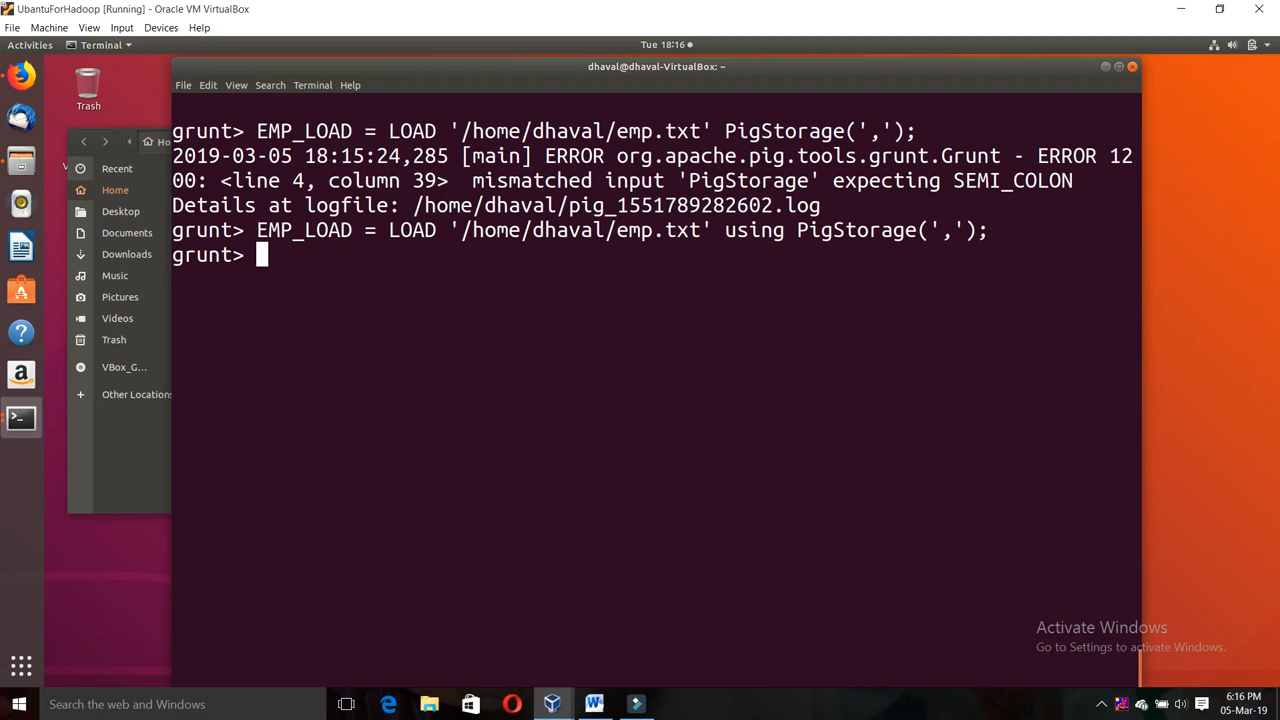 UbantuForHadoop [Running] - Oracle VM VirtualBox
File Machine View Input Devices Help
Activities Terminal Tue 18:16
dhaval@dhaval-VirtualBox: ~
Trash
File Edit View Search Terminal Help
grunt> EMP_LOAD = LOAD '/home/dhaval/emp.txt' PigStorage(',');
2019-03-05 18:15:24,285 [main] ERROR org.apache.pig.tools.grunt.Grunt - ERROR 12
00: <line 4, column 39>  mismatched input 'PigStorage' expecting SEMI_COLON
Details at logfile: /home/dhaval/pig_1551789282602.log
grunt> EMP_LOAD = LOAD '/home/dhaval/emp.txt' using PigStorage(',');
grunt>
Ho
Recent
Home
Desktop
Documents
Downloads
Music
Pictures
Videos
Trash
VBox_G...
Other Locations
Activate Windows
Go to Settings to activate Windows.
Search the web and Windows
6:16 PM
05-Mar-19